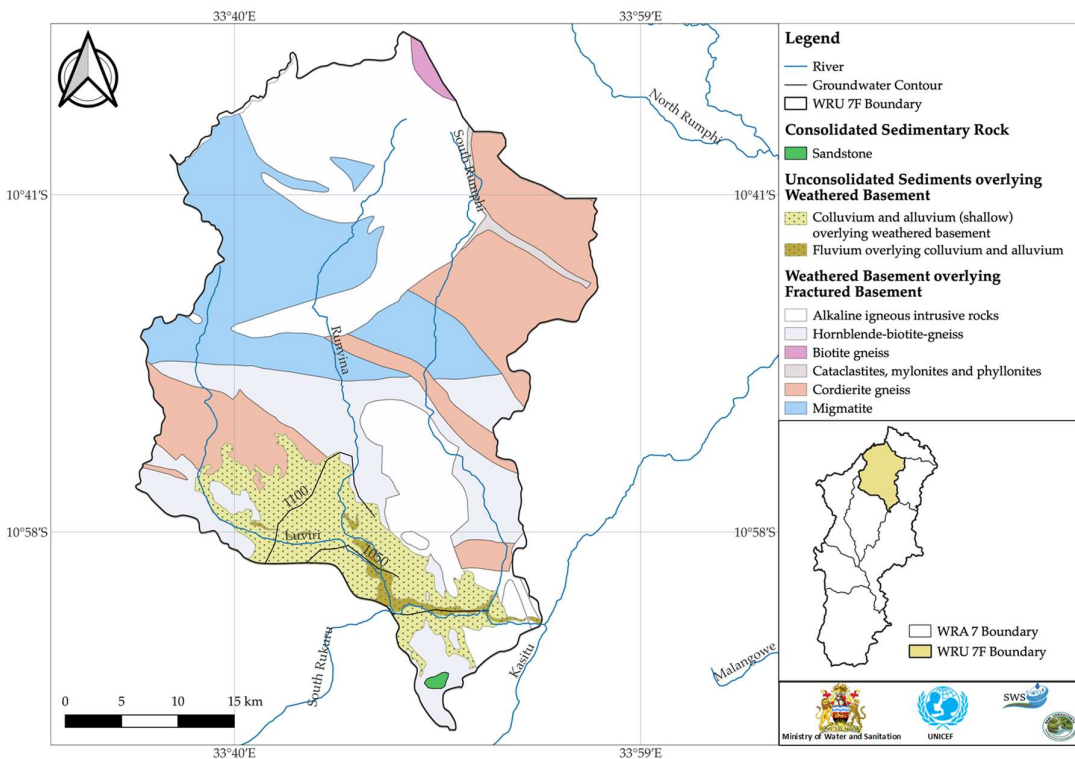 33°40′E
33°59′E
North Rumphi
South Rumphi
10°41′S
10°41′S
Runvina
1100
10°58′S
10°58′S
Luviri
1050
South Rukuru
Kasitu
Malangowe
0 5 10 15 km
33°40′E
33°59′E
Legend
River
Groundwater Contour
WRU 7F Boundary
Consolidated Sedimentary Rock
Sandstone
Unconsolidated Sediments overlying
Weathered Basement
Colluvium and alluvium (shallow)
overlying weathered basement
Fluvium overlying colluvium and alluvium
Weathered Basement overlying
Fractured Basement
Alkaline igneous intrusive rocks
Hornblende-biotite-gneiss
Biotite gneiss
Cataclastites, mylonites and phyllonites
Cordierite gneiss
Migmatite
WRA 7 Boundary
WRU 7F Boundary
Ministry of Water and Sanitation
UNICEF
SWS